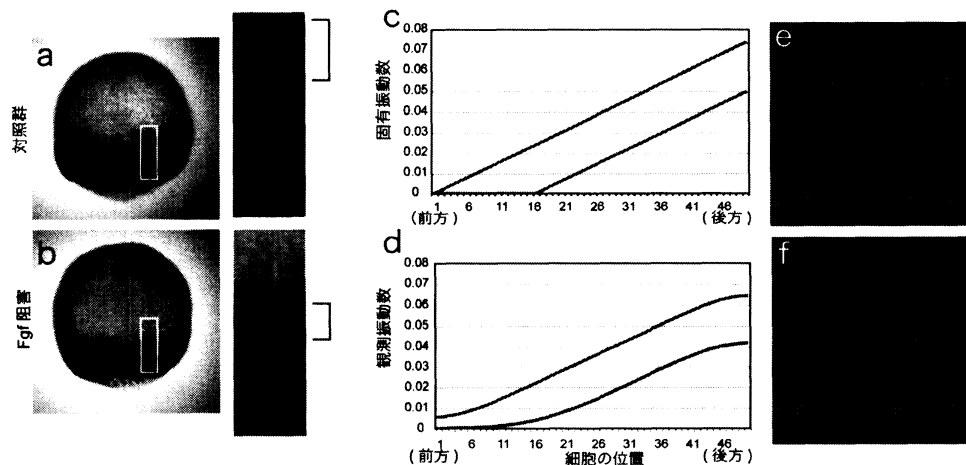 a
対照群
b
Fgf 阻害
c
固有振動数
0.08
0.07
0.06
0.05
0.04
0.03
0.02
0.01
0
1 6 11 16 21 26 31 36 41 46
(前方) (後方)
d
観測振動数
0.08
0.07
0.06
0.05
0.04
0.03
0.02
0.01
0
1 6 11 16 21 26 31 36 41 46
(前方) 細胞の位置 (後方)
e
f